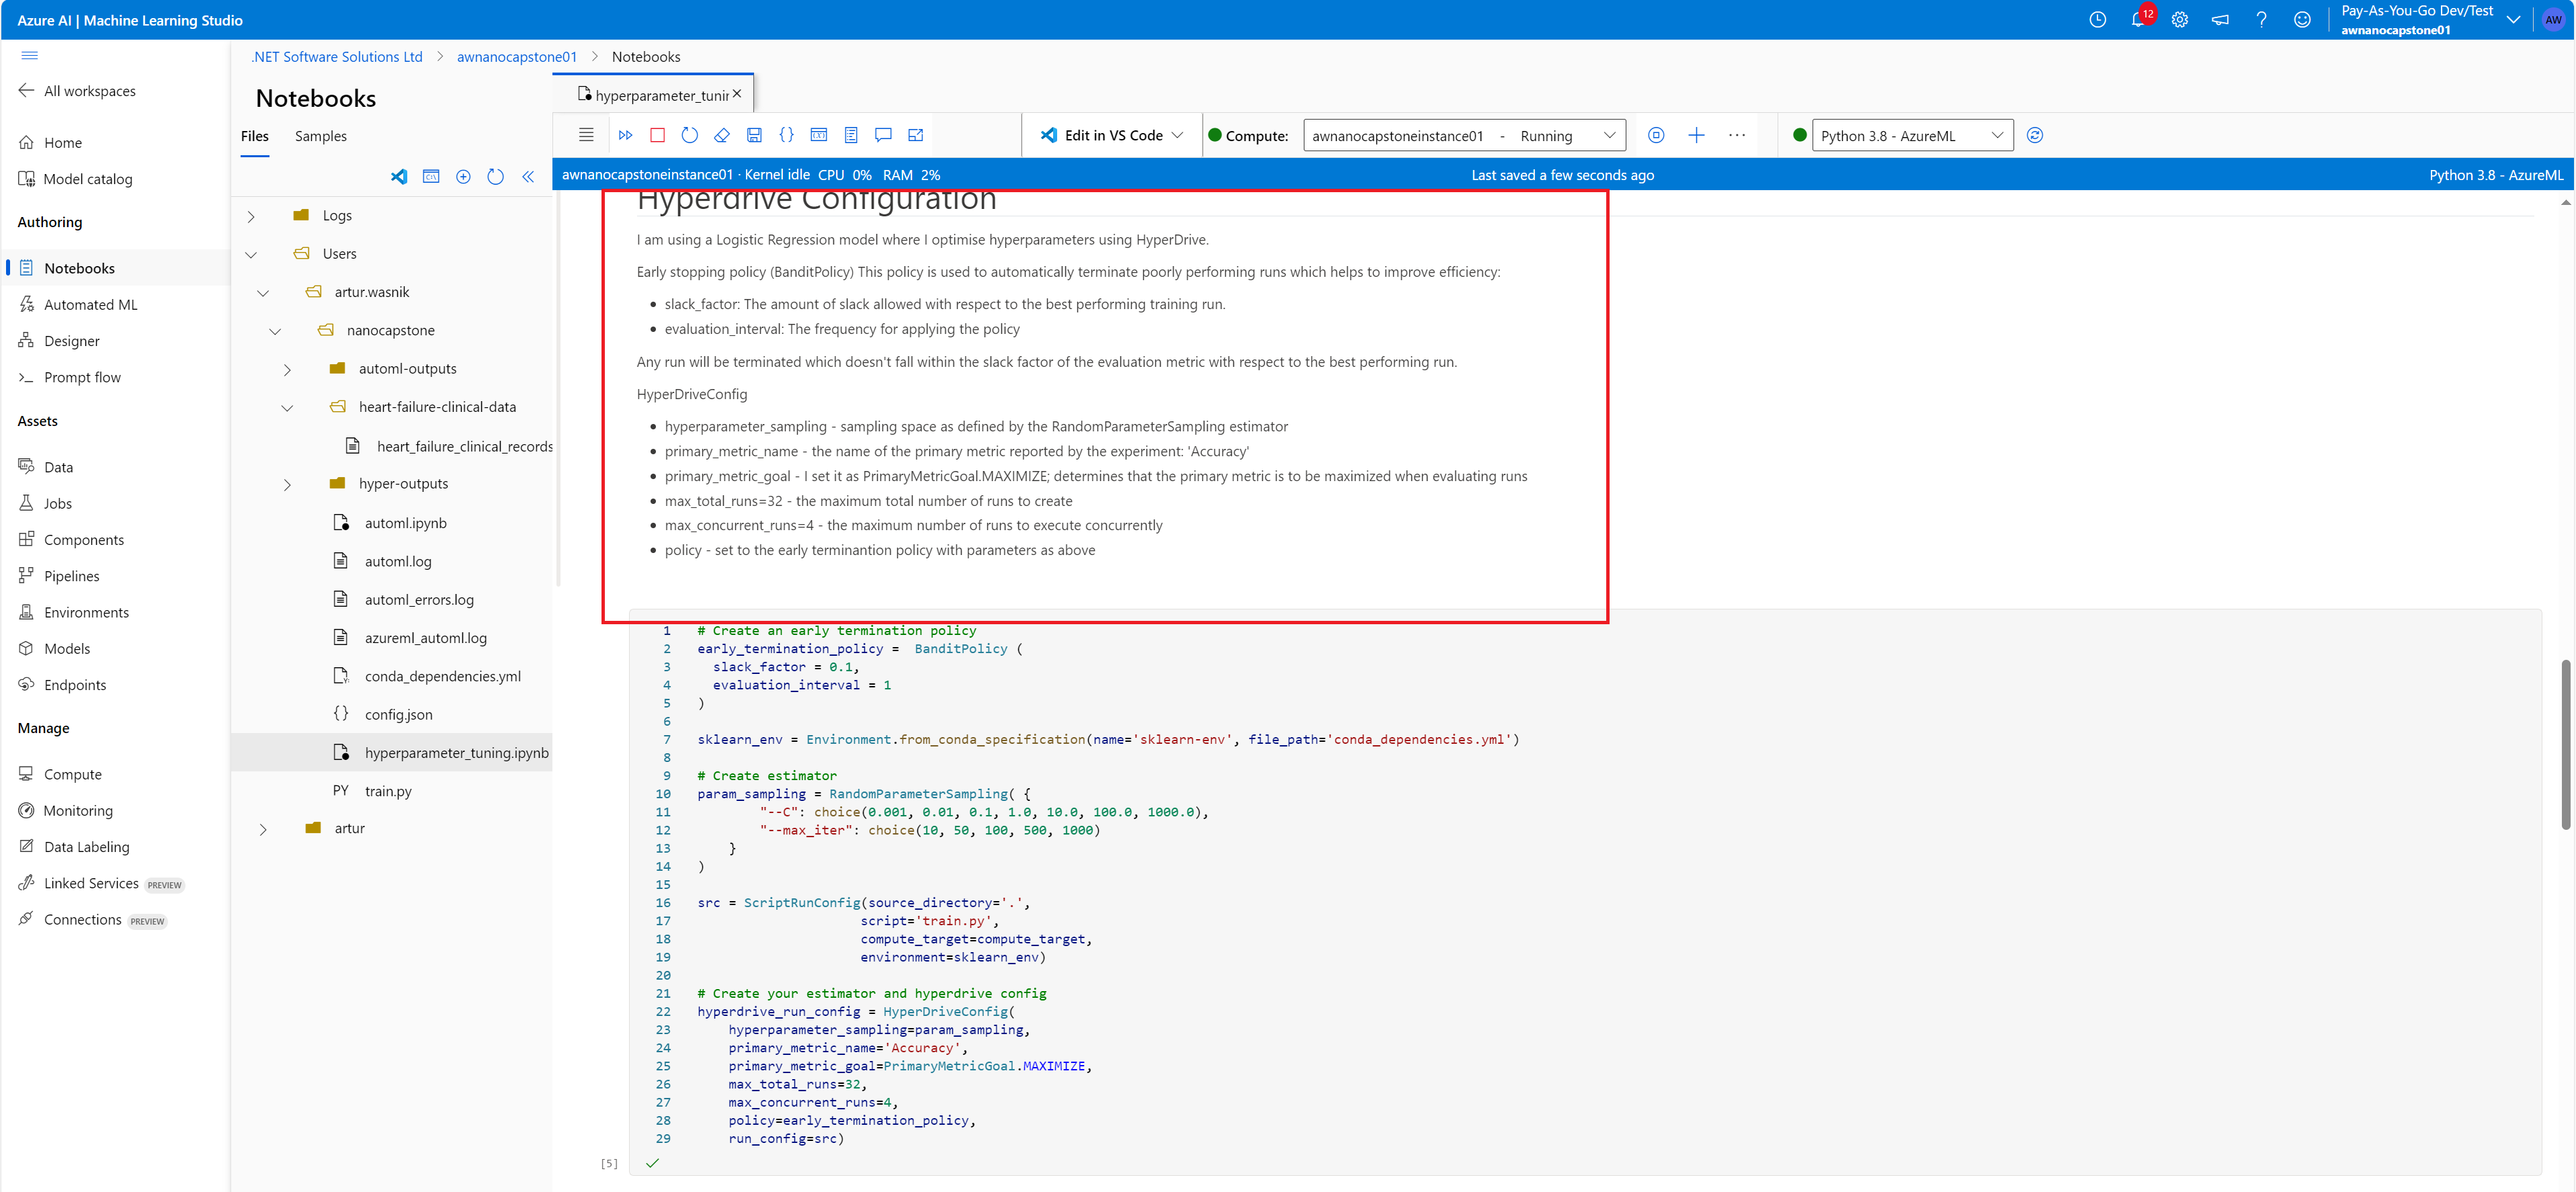 Azure AI | Machine Learning Studio
12
Pay-As-You-Go Dev/Test
awnanocapstone01
AW
All workspaces
Home
Model catalog
Authoring
Notebooks
Automated ML
Designer
Prompt flow
Assets
Data
Jobs
Components
Pipelines
Environments
Models
Endpoints
Manage
Compute
Monitoring
Data Labeling
Linked Services PREVIEW
Connections PREVIEW
.NET Software Solutions Ltd > awnanocapstone01 > Notebooks
Notebooks
Files Samples
Logs
Users
artur.wasnik
nanocapstone
automl-outputs
heart-failure-clinical-data
heart_failure_clinical_records
hyper-outputs
automl.ipynb
automl.log
automl_errors.log
azureml_automl.log
conda_dependencies.yml
{} config.json
hyperparameter_tuning.ipynb
PY train.py
artur
hyperparameter_tunir
Edit in VS Code
Compute: awnanocapstoneinstance01 - Running
Python 3.8 - AzureML
awnanocapstoneinstance01 · Kernel idle CPU 0% RAM 2%
Last saved a few seconds ago
Python 3.8 - AzureML
Hyperdrive Configuration
I am using a Logistic Regression model where I optimise hyperparameters using HyperDrive.
Early stopping policy (BanditPolicy) This policy is used to automatically terminate poorly performing runs which helps to improve efficiency:
• slack_factor: The amount of slack allowed with respect to the best performing training run.
• evaluation_interval: The frequency for applying the policy
Any run will be terminated which doesn't fall within the slack factor of the evaluation metric with respect to the best performing run.
HyperDriveConfig
• hyperparameter_sampling - sampling space as defined by the RandomParameterSampling estimator
• primary_metric_name - the name of the primary metric reported by the experiment: 'Accuracy'
• primary_metric_goal - I set it as PrimaryMetricGoal.MAXIMIZE; determines that the primary metric is to be maximized when evaluating runs
• max_total_runs=32 - the maximum total number of runs to create
• max_concurrent_runs=4 - the maximum number of runs to execute concurrently
• policy - set to the early terminantion policy with parameters as above
1 # Create an early termination policy
2 early_termination_policy = BanditPolicy (
3 slack_factor = 0.1,
4 evaluation_interval = 1
5 )
6
7 sklearn_env = Environment.from_conda_specification(name='sklearn-env', file_path='conda_dependencies.yml')
8
9 # Create estimator
10 param_sampling = RandomParameterSampling( {
11 "--C": choice(0.001, 0.01, 0.1, 1.0, 10.0, 100.0, 1000.0),
12 "--max_iter": choice(10, 50, 100, 500, 1000)
13 }
14 )
15
16 src = ScriptRunConfig(source_directory='.',
17 script='train.py',
18 compute_target=compute_target,
19 environment=sklearn_env)
20
21 # Create your estimator and hyperdrive config
22 hyperdrive_run_config = HyperDriveConfig(
23 hyperparameter_sampling=param_sampling,
24 primary_metric_name='Accuracy',
25 primary_metric_goal=PrimaryMetricGoal.MAXIMIZE,
26 max_total_runs=32,
27 max_concurrent_runs=4,
28 policy=early_termination_policy,
29 run_config=src)
[5]